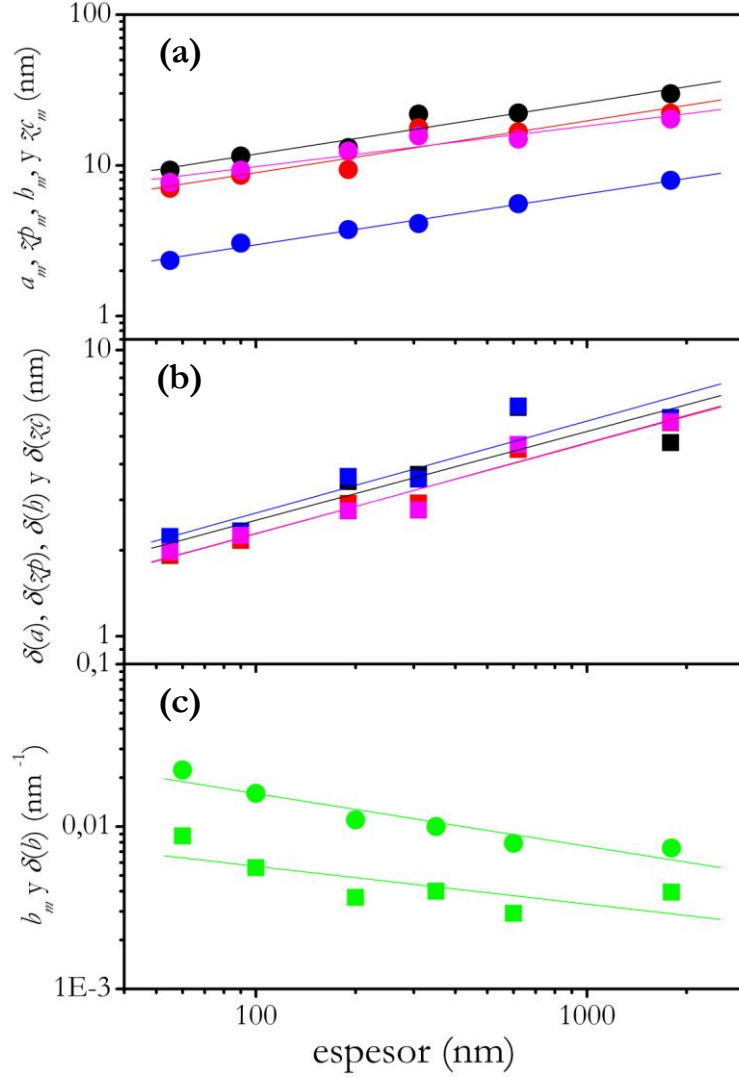 100
(a)
10
1
a_m, zp_m, h_m, y zc_m (nm)
10
(b)
1
δ(a), δ(zp), δ(h) y δ(zc) (nm)
0,1
(c)
0,01
1E-3
b_m y δ(b) (nm⁻¹)
100 1000
espesor (nm)